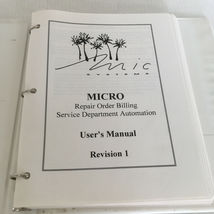 Mic
SYSTEMS
MICRO
Repair Order Billing
Service Department Automation
User's Manual
Revision 1